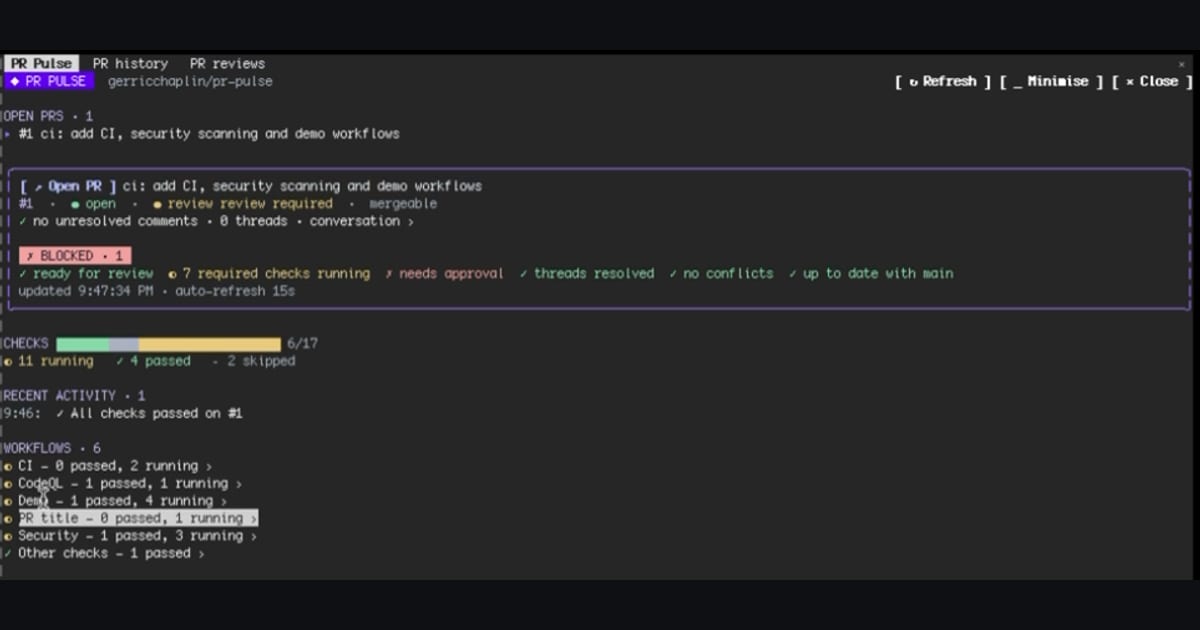 PR Pulse PR history PR reviews ×
◆ PR PULSE gerricchaplin/pr-pulse [ ↻ Refresh ] [ _ Minimise ] [ × Close ]
OPEN PRS · 1
▸ #1 ci: add CI, security scanning and demo workflows
[ ↗ Open PR ] ci: add CI, security scanning and demo workflows
#1 · ● open · ● review review required · mergeable
✓ no unresolved comments · 0 threads · conversation ›
✗ BLOCKED · 1
✓ ready for review ◐ 7 required checks running ✗ needs approval ✓ threads resolved ✓ no conflicts ✓ up to date with main
updated 9:47:34 PM · auto-refresh 15s
CHECKS 6/17
◐ 11 running ✓ 4 passed - 2 skipped
RECENT ACTIVITY · 1
9:46: ✓ All checks passed on #1
WORKFLOWS · 6
◐ CI – 0 passed, 2 running ›
◐ CodeQL – 1 passed, 1 running ›
◐ Demo – 1 passed, 4 running ›
◐ PR title – 0 passed, 1 running ›
◐ Security – 1 passed, 3 running ›
✓ Other checks – 1 passed ›